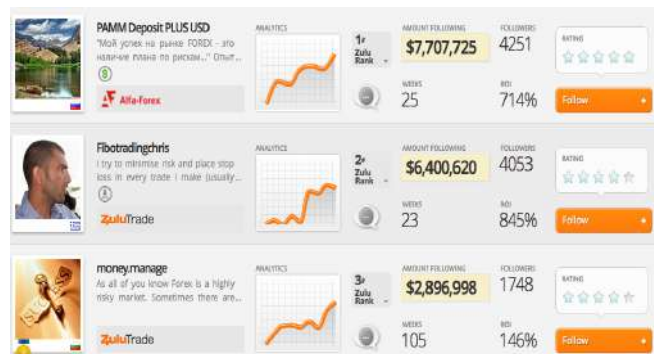 PAMM Deposit PLUS USD
"Мой успех на рынке FOREX - это
наличие плана по рискам..." Опыт...
Alfa-Forex
ANALYTICS
1#
Zulu
Rank
AMOUNT FOLLOWING
$7,707,725
FOLLOWERS
4251
WEEKS
25
ROI
714%
RATING
Follow
Fibotradingchris
I try to minimise risk and place stop
loss in every trade I make (usually...
ZuluTrade
ANALYTICS
2#
Zulu
Rank
AMOUNT FOLLOWING
$6,400,620
FOLLOWERS
4053
WEEKS
23
ROI
845%
RATING
Follow
money.manage
As all of you know Forex is a highly
risky market. Sometimes there are...
ZuluTrade
ANALYTICS
3#
Zulu
Rank
AMOUNT FOLLOWING
$2,896,998
FOLLOWERS
1748
WEEKS
105
ROI
146%
RATING
Follow